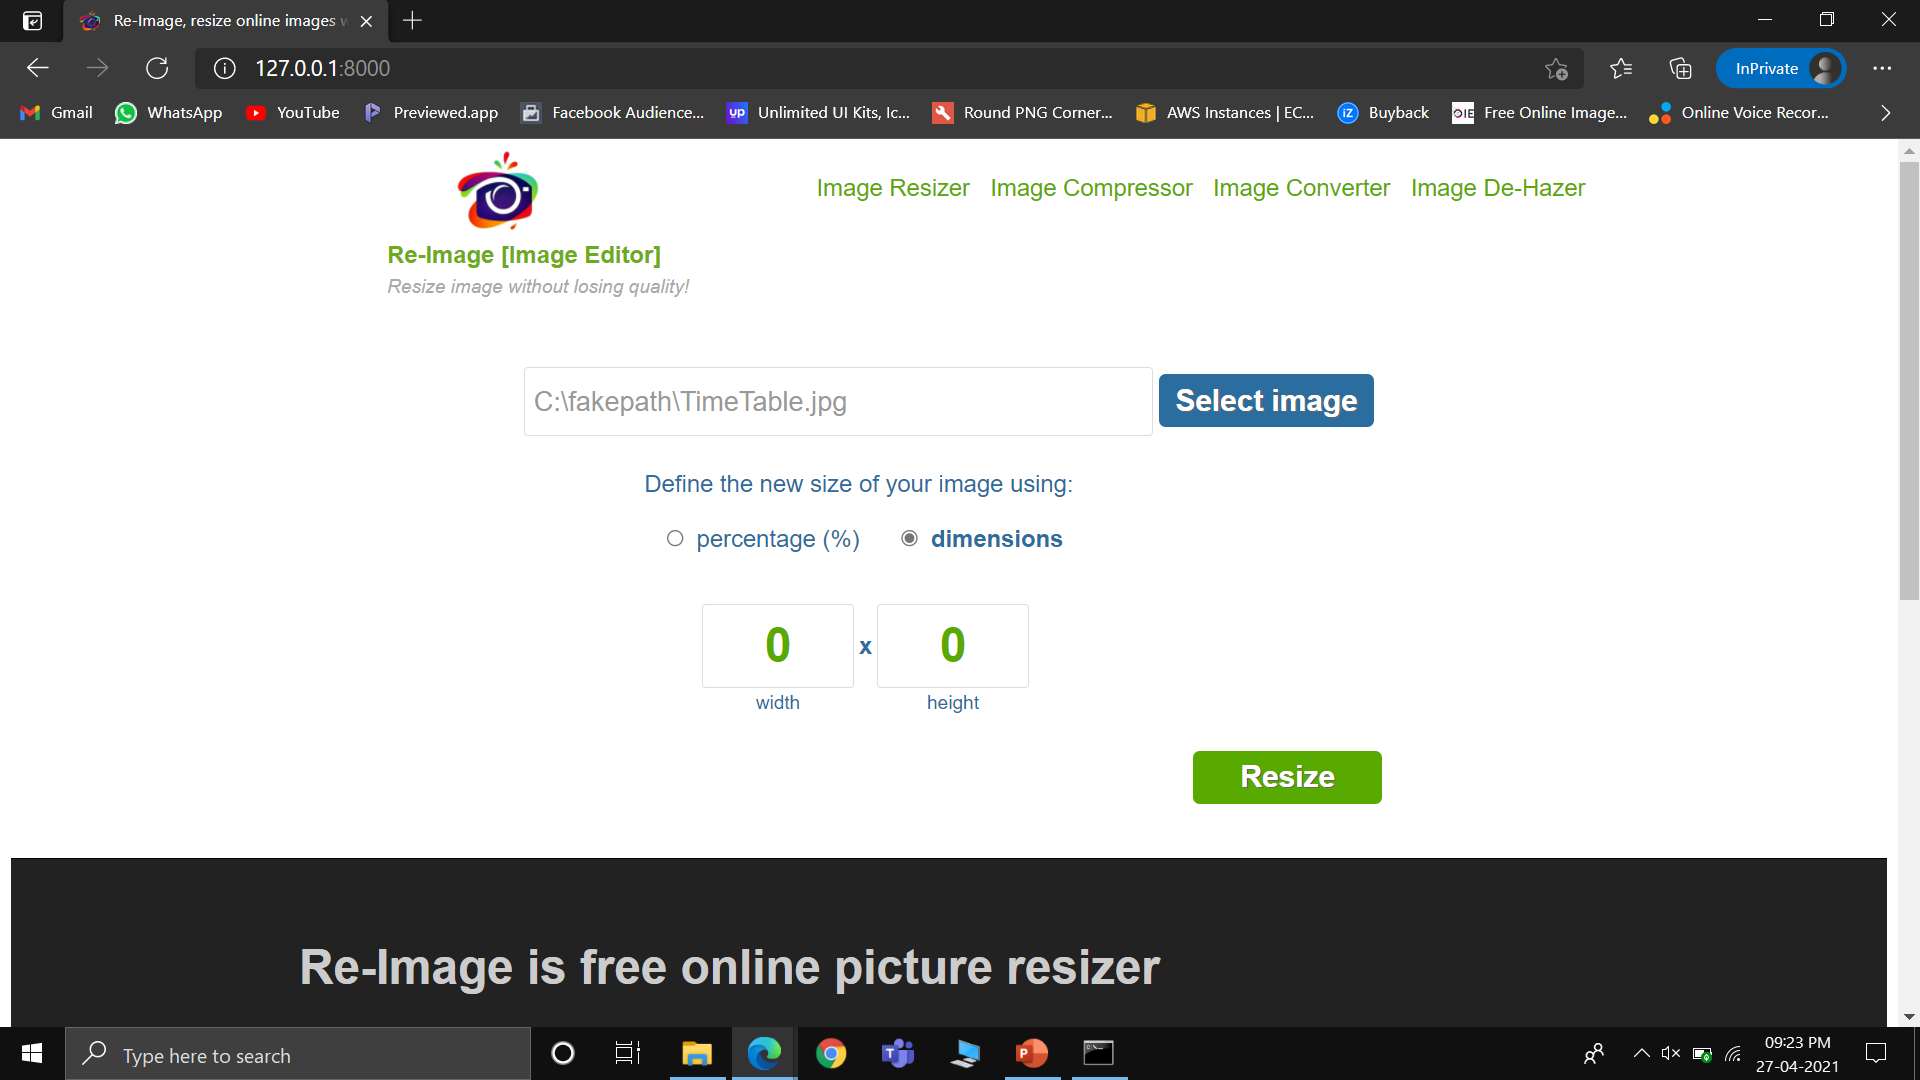 Re-Image, resize online images w
127.0.0.1:8000
InPrivate
Gmail WhatsApp YouTube Previewed.app Facebook Audience... up Unlimited UI Kits, Ic... Round PNG Corner... AWS Instances | EC... iZ Buyback OIE Free Online Image... Online Voice Recor...
Image Resizer Image Compressor Image Converter Image De-Hazer
Re-Image [Image Editor]
Resize image without losing quality!
C:\fakepath\TimeTable.jpg Select image
Define the new size of your image using:
percentage (%) dimensions
0 x 0
width height
Resize
Re-Image is free online picture resizer
Type here to search
09:23 PM
27-04-2021